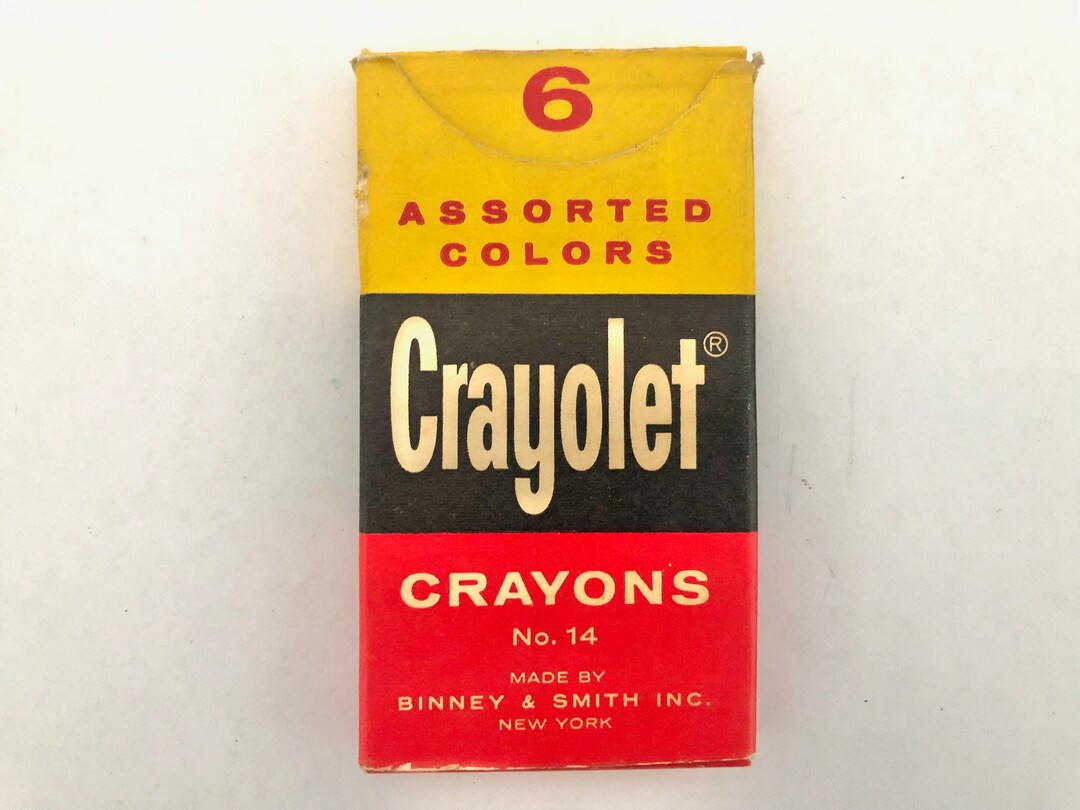 6
ASSORTED
COLORS
Crayolet®
CRAYONS
No. 14
MADE BY
BINNEY & SMITH INC.
NEW YORK